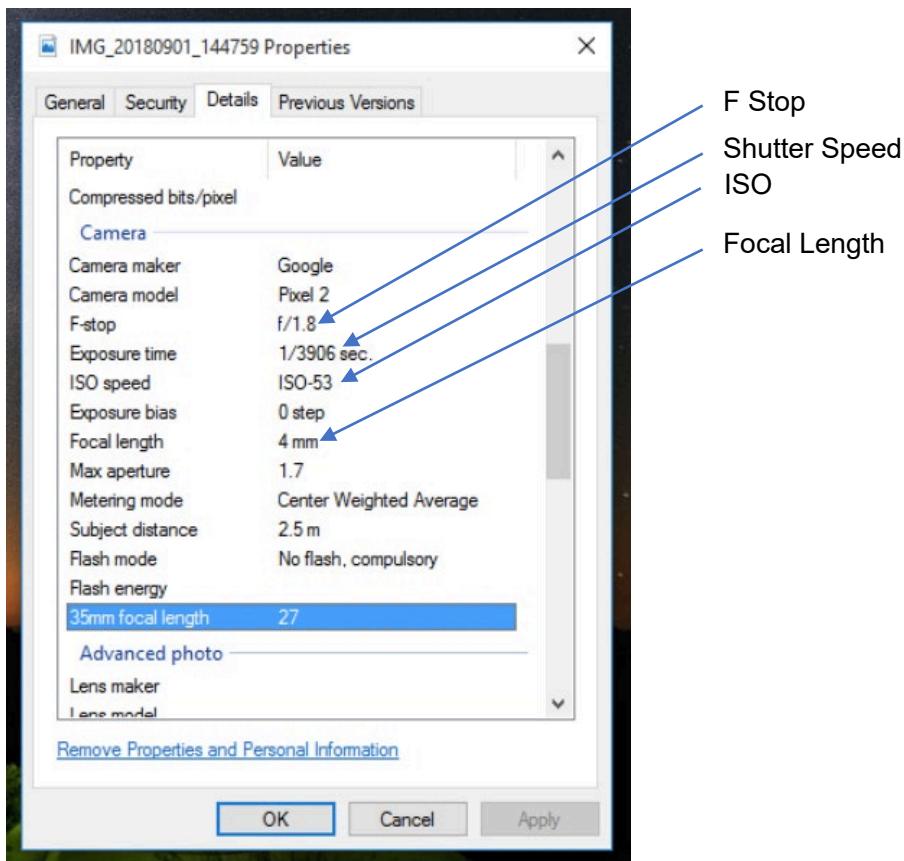 IMG_20180901_144759 Properties
General Security Details Previous Versions
Property Value
Compressed bits/pixel
Camera
Camera maker Google
Camera model Pixel 2
F-stop f/1.8
Exposure time 1/3906 sec.
ISO speed ISO-53
Exposure bias 0 step
Focal length 4 mm
Max aperture 1.7
Metering mode Center Weighted Average
Subject distance 2.5 m
Flash mode No flash, compulsory
Flash energy
35mm focal length 27
Advanced photo
Lens maker
Lens model
Remove Properties and Personal Information
OK Cancel Apply
F Stop
Shutter Speed
ISO
Focal Length